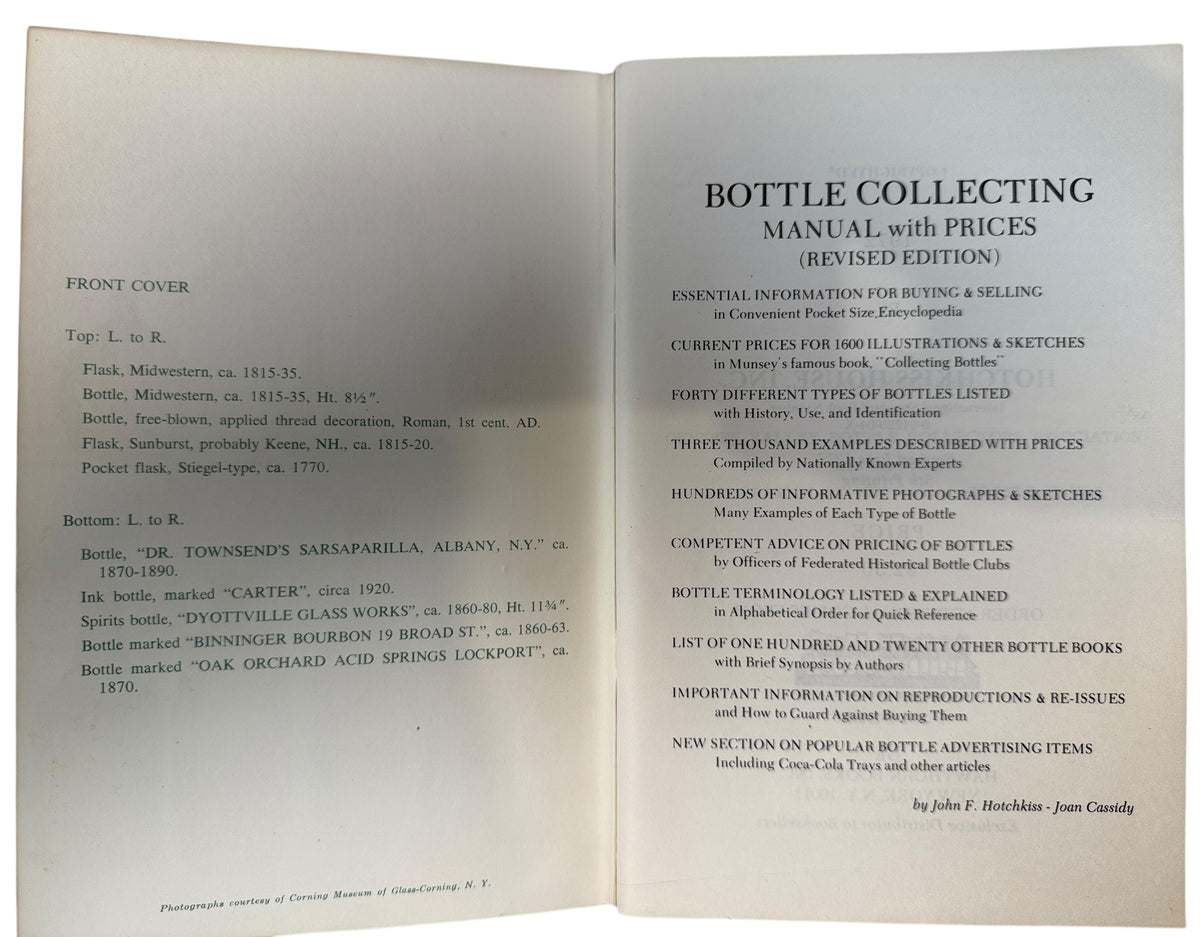 FRONT COVER
Top: L. to R.
Flask, Midwestern, ca. 1815-35.
Bottle, Midwestern, ca. 1815-35, Ht. 8½″.
Bottle, free-blown, applied thread decoration, Roman, 1st cent. AD.
Flask, Sunburst, probably Keene, NH., ca. 1815-20.
Pocket flask, Stiegel-type, ca. 1770.
Bottom: L. to R.
Bottle, “DR. TOWNSEND’S SARSAPARILLA, ALBANY, N.Y.” ca.
1870-1890.
Ink bottle, marked “CARTER”, circa 1920.
Spirits bottle, “DYOTTVILLE GLASS WORKS”, ca. 1860-80, Ht. 11¾″.
Bottle marked “BINNINGER BOURBON 19 BROAD ST.”, ca. 1860-63.
Bottle marked “OAK ORCHARD ACID SPRINGS LOCKPORT”, ca.
1870.
Photographs courtesy of Corning Museum of Glass-Corning, N. Y.
BOTTLE COLLECTING
MANUAL with PRICES
(REVISED EDITION)
ESSENTIAL INFORMATION FOR BUYING & SELLING
in Convenient Pocket Size Encyclopedia
CURRENT PRICES FOR 1600 ILLUSTRATIONS & SKETCHES
in Munsey's famous book, "Collecting Bottles"
FORTY DIFFERENT TYPES OF BOTTLES LISTED
with History, Use, and Identification
THREE THOUSAND EXAMPLES DESCRIBED WITH PRICES
Compiled by Nationally Known Experts
HUNDREDS OF INFORMATIVE PHOTOGRAPHS & SKETCHES
Many Examples of Each Type of Bottle
COMPETENT ADVICE ON PRICING OF BOTTLES
by Officers of Federated Historical Bottle Clubs
BOTTLE TERMINOLOGY LISTED & EXPLAINED
in Alphabetical Order for Quick Reference
LIST OF ONE HUNDRED AND TWENTY OTHER BOTTLE BOOKS
with Brief Synopsis by Authors
IMPORTANT INFORMATION ON REPRODUCTIONS & RE-ISSUES
and How to Guard Against Buying Them
NEW SECTION ON POPULAR BOTTLE ADVERTISING ITEMS
Including Coca-Cola Trays and other articles
by John F. Hotchkiss - Joan Cassidy